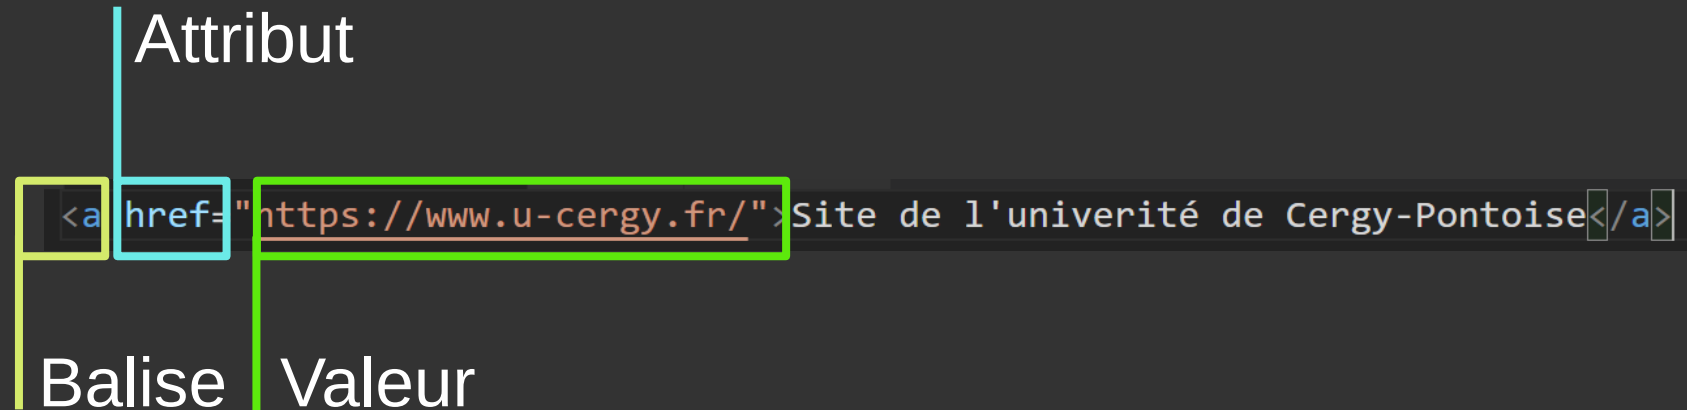 Attribut
<a href="https://www.u-cergy.fr/">Site de l'univerité de Cergy-Pontoise</a>
Balise Valeur